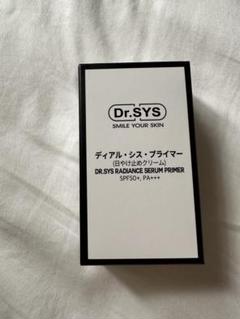 Dr.SYS
SMILE YOUR SKIN
ディアル・シス・プライマー
(日やけ止めクリーム)
DR.SYS RADIANCE SERUM PRIMER
SPF50+, PA+++